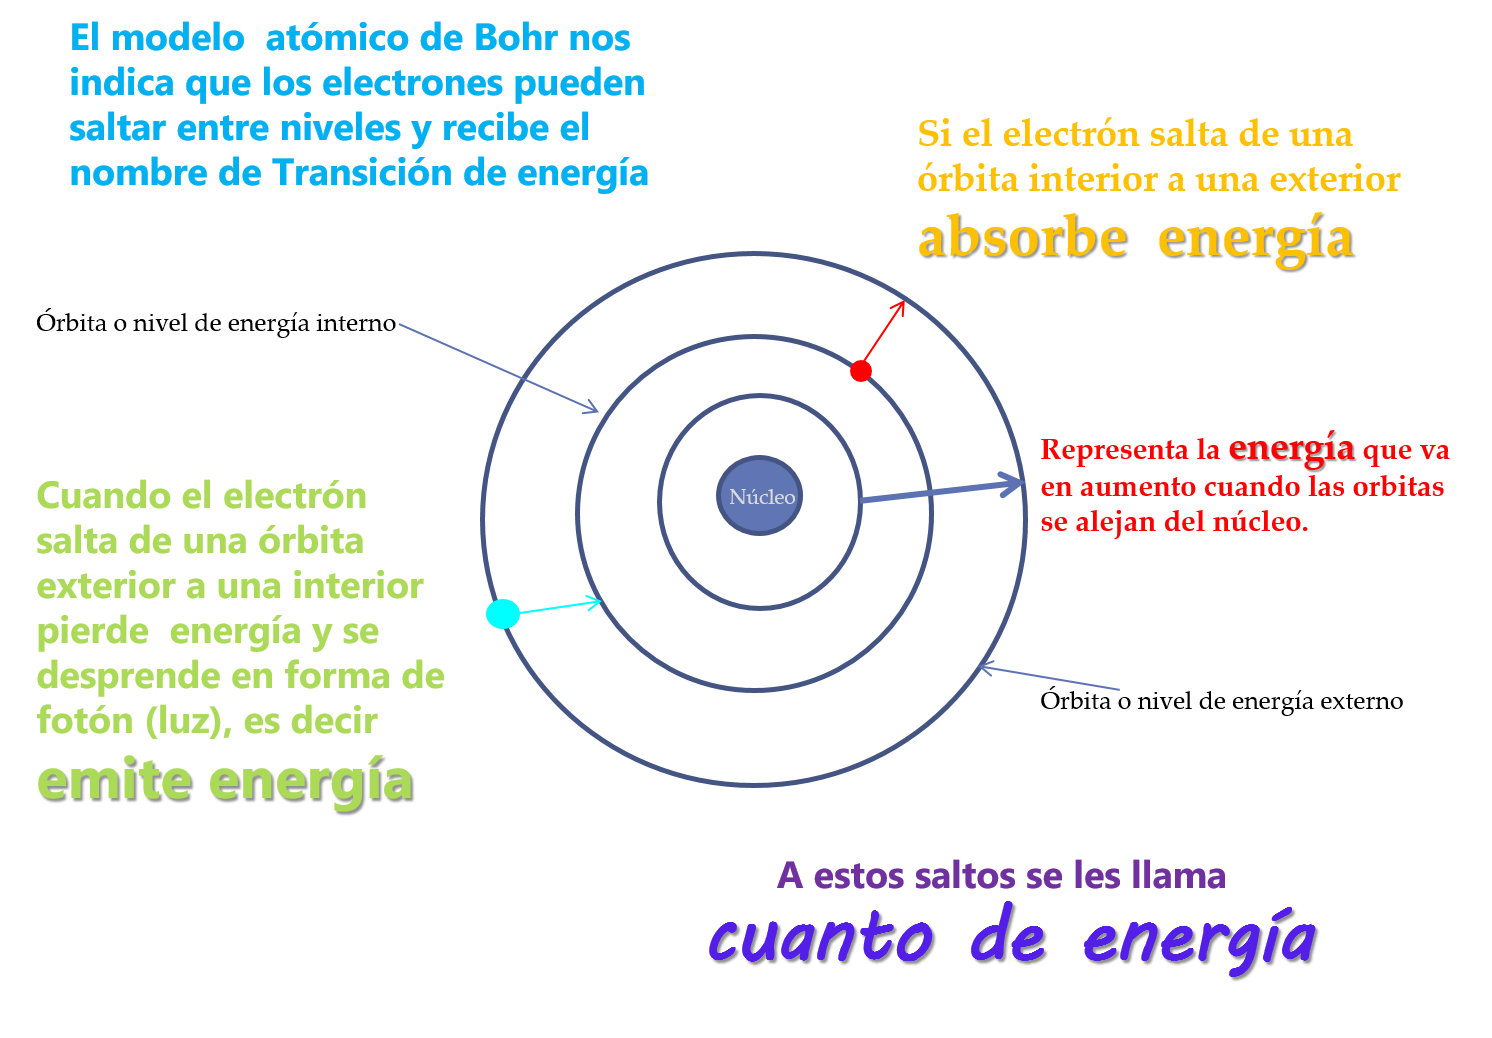 El modelo  atómico de Bohr nos
indica que los electrones pueden
saltar entre niveles y recibe el
nombre de Transición de energía
Si el electrón salta de una
órbita interior a una exterior
absorbe  energía
Órbita o nivel de energía interno
Representa la energía que va
en aumento cuando las orbitas
se alejan del núcleo.
Núcleo
Cuando el electrón
salta de una órbita
exterior a una interior
pierde  energía y se
desprende en forma de
fotón (luz), es decir
emite energía
Órbita o nivel de energía externo
A estos saltos se les llama
cuanto de energía